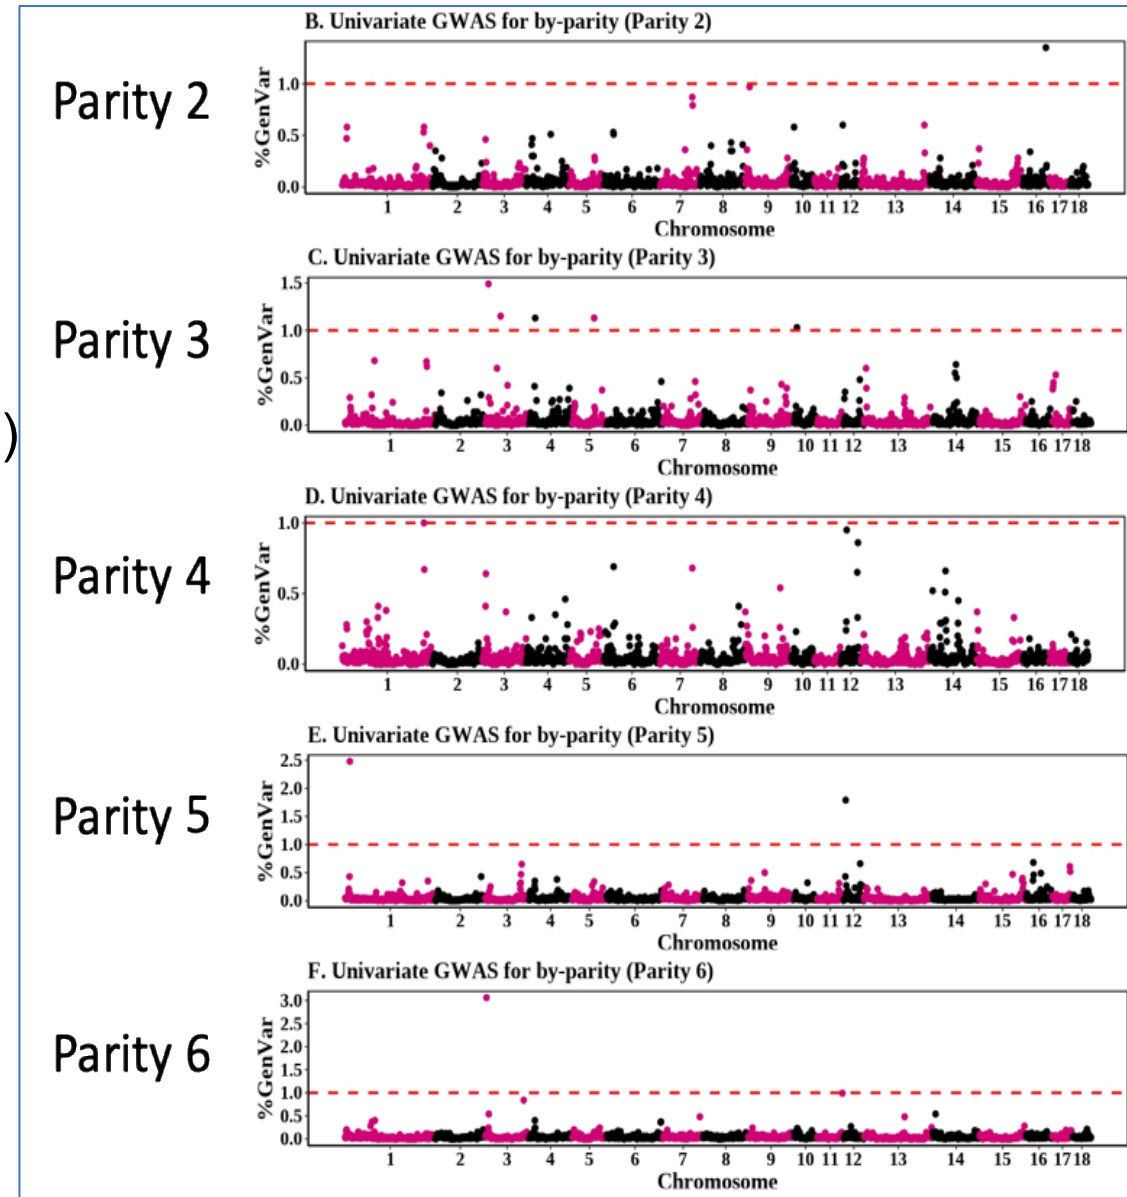 Parity 2
B. Univariate GWAS for by-parity (Parity 2)
%GenVar
1.0
0.5
0.0
1 2 3 4 5 6 7 8 9 10 11 12 13 14 15 16 17 18
Chromosome
Parity 3
C. Univariate GWAS for by-parity (Parity 3)
%GenVar
1.5
1.0
0.5
0.0
1 2 3 4 5 6 7 8 9 10 11 12 13 14 15 16 17 18
Chromosome
)
Parity 4
D. Univariate GWAS for by-parity (Parity 4)
%GenVar
1.0
0.5
0.0
1 2 3 4 5 6 7 8 9 10 11 12 13 14 15 16 17 18
Chromosome
Parity 5
E. Univariate GWAS for by-parity (Parity 5)
%GenVar
2.5
2.0
1.5
1.0
0.5
0.0
1 2 3 4 5 6 7 8 9 10 11 12 13 14 15 16 17 18
Chromosome
Parity 6
F. Univariate GWAS for by-parity (Parity 6)
%GenVar
3.0
2.5
2.0
1.5
1.0
0.5
0.0
1 2 3 4 5 6 7 8 9 10 11 12 13 14 15 16 17 18
Chromosome